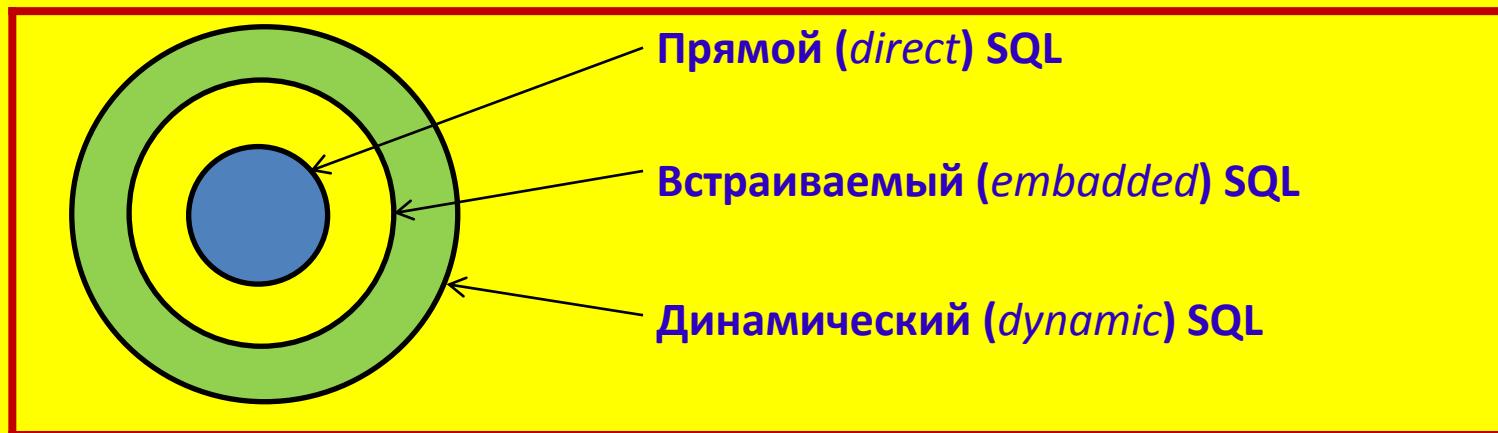 Прямой (direct) SQL
Встраиваемый (embadded) SQL
Динамический (dynamic) SQL